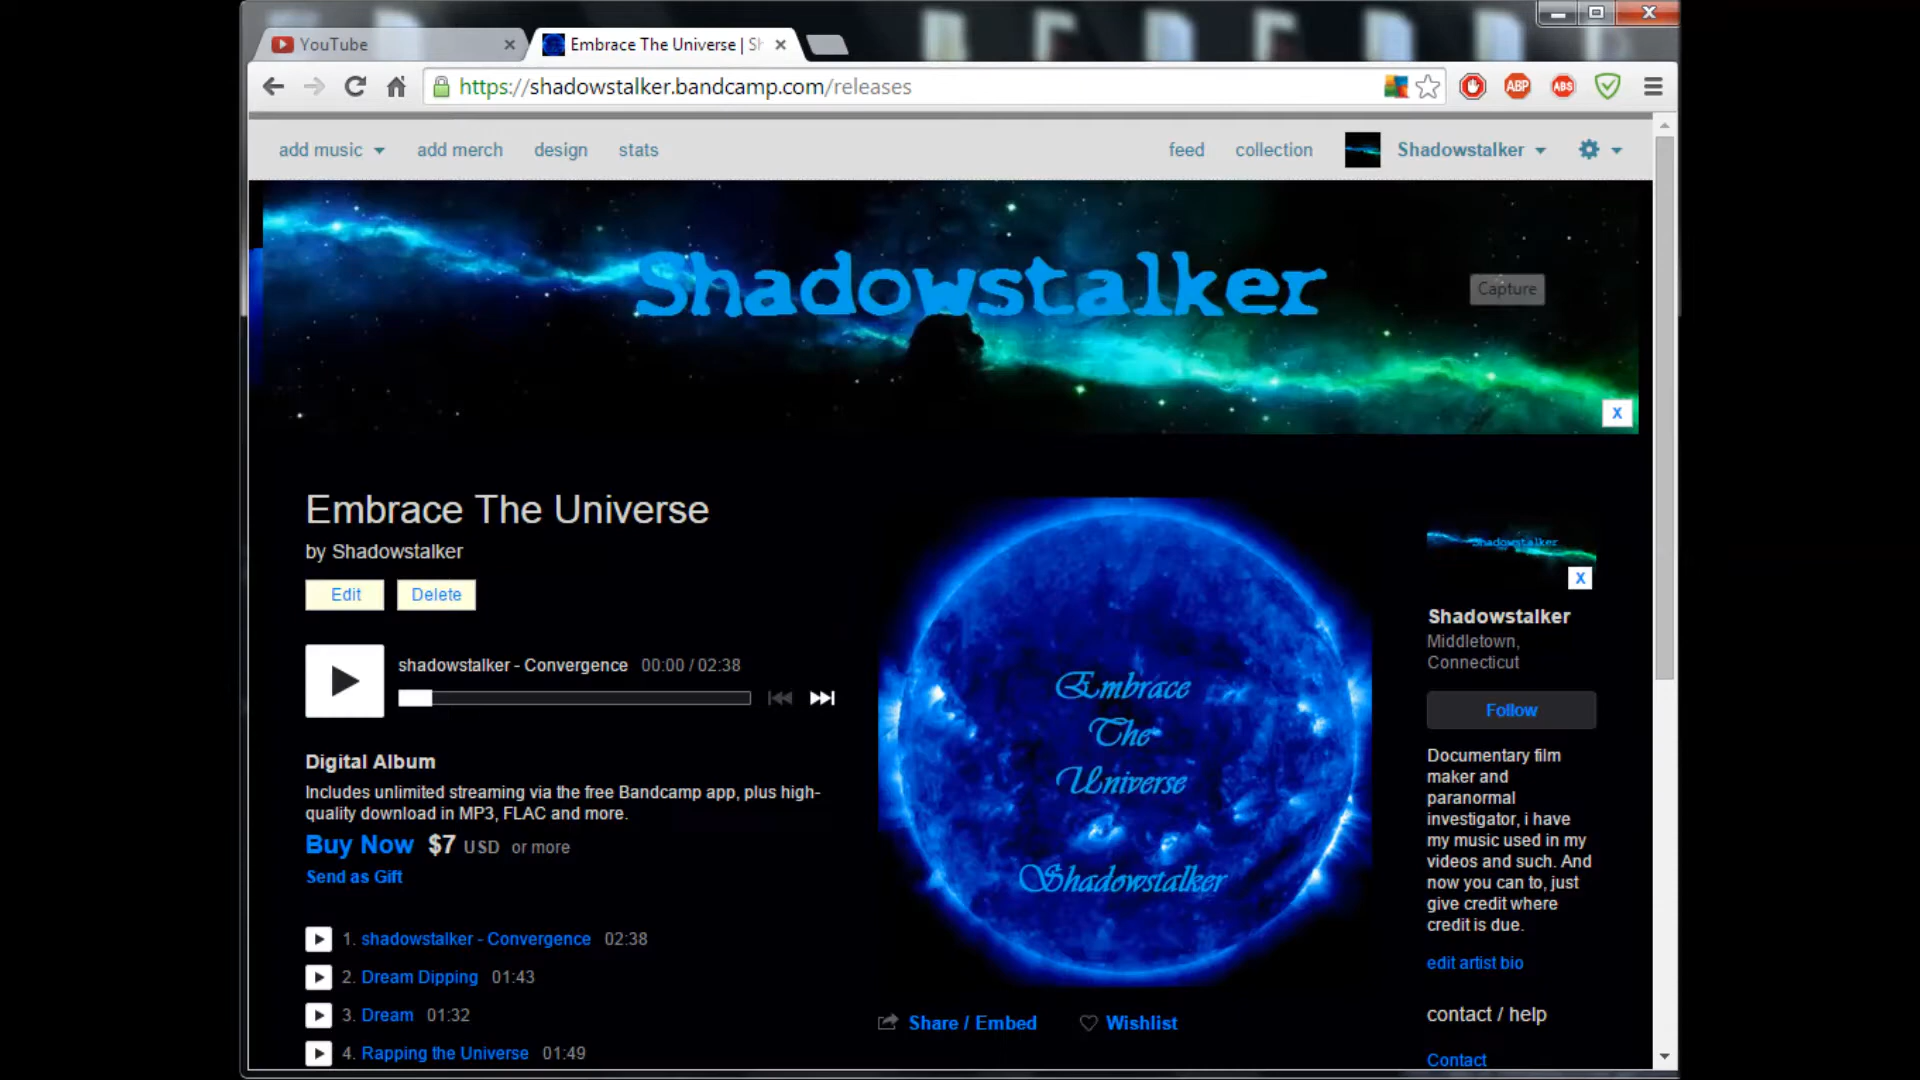 YouTube
Embrace The Universe | Sh
https://shadowstalker.bandcamp.com/releases
ABP
ABS
add music
add merch
design
stats
feed
collection
Shadowstalker
Shadowstalker
Capture
X
Embrace The Universe
by Shadowstalker
Edit
Delete
shadowstalker - Convergence 00:00 / 02:38
Digital Album
Includes unlimited streaming via the free Bandcamp app, plus high-
quality download in MP3, FLAC and more.
Buy Now $7 USD or more
Send as Gift
1. shadowstalker - Convergence 02:38
2. Dream Dipping 01:43
3. Dream 01:32
4. Rapping the Universe 01:49
Embrace
The
Universe
Shadowstalker
Share / Embed
Wishlist
Shadowstalker
X
Shadowstalker
Middletown,
Connecticut
Follow
Documentary film
maker and
paranormal
investigator, i have
my music used in my
videos and such. And
now you can to, just
give credit where
credit is due.
edit artist bio
contact / help
Contact